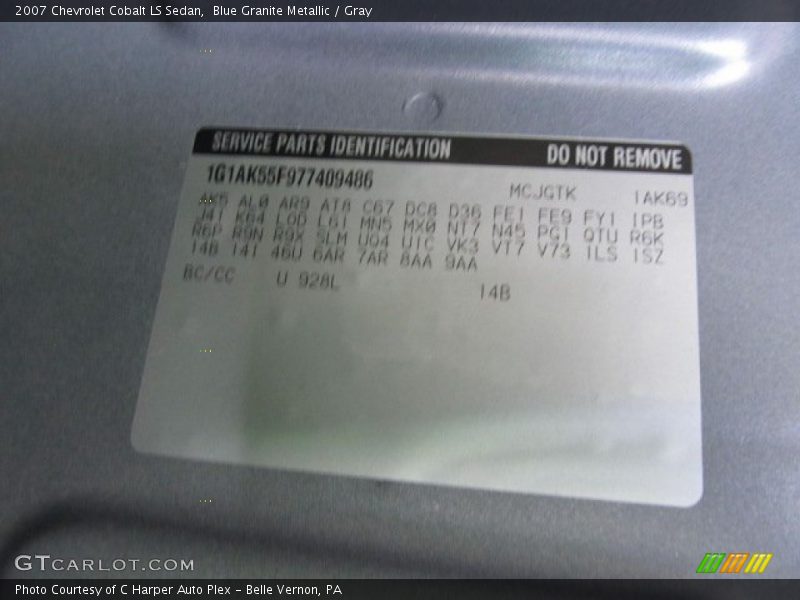 2007 Chevrolet Cobalt LS Sedan, Blue Granite Metallic / Gray
SERVICE PARTS IDENTIFICATION DO NOT REMOVE
1G1AK55F977409486 MCJGTK 1AK69
AL0 AR9 AT8 C67 DC8 D36 FE1 FE9 FY1 IPB
J41 K64 LOD L61 MN5 MX0 NT7 N45 PG1 QTU R6K
R6P R9N R9X SLM UQ4 U1C VK3 VT7 V73 1LS 1SZ
14B 14I 46U 6AR 7AR 8AA 9AA
BC/CC U 928L 14B
GTCARLOT.COM
Photo Courtesy of C Harper Auto Plex - Belle Vernon, PA